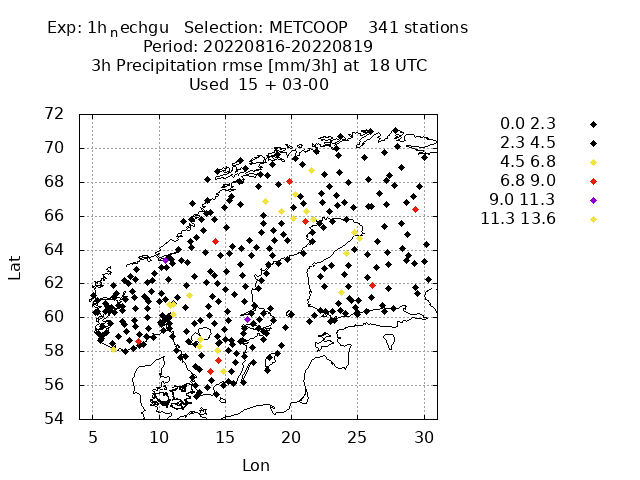 Exp: 1h n echgu   Selection: METCOOP    341 stations
Period: 20220816-20220819
3h Precipitation rmse [mm/3h] at  18 UTC
Used  15 + 03-00
72
70
68
66
64
62
60
58
56
54
Lat
5 10 15 20 25 30
Lon
0.0 2.3
2.3 4.5
4.5 6.8
6.8 9.0
9.0 11.3
11.3 13.6